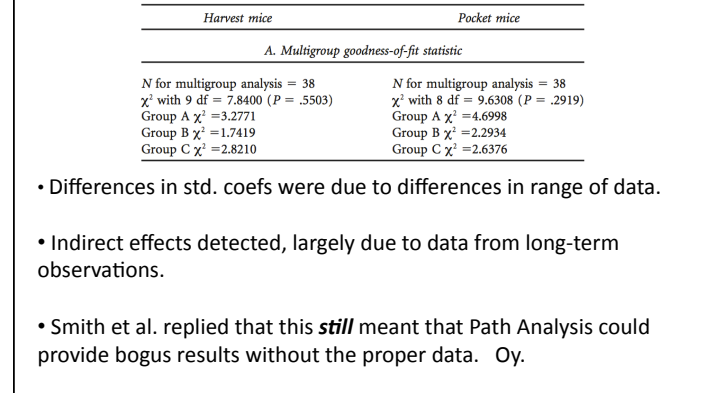 Harvest mice Pocket mice
A. Multigroup goodness-of-fit statistic
N for multigroup analysis = 38 N for multigroup analysis = 38
χ² with 9 df = 7.8400 (P = .5503) χ² with 8 df = 9.6308 (P = .2919)
Group A χ² =3.2771 Group A χ² =4.6998
Group B χ² =1.7419 Group B χ² =2.2934
Group C χ² =2.8210 Group C χ² =2.6376
• Differences in std. coefs were due to differences in range of data.
• Indirect effects detected, largely due to data from long-term
observations.
• Smith et al. replied that this still meant that Path Analysis could
provide bogus results without the proper data. Oy.